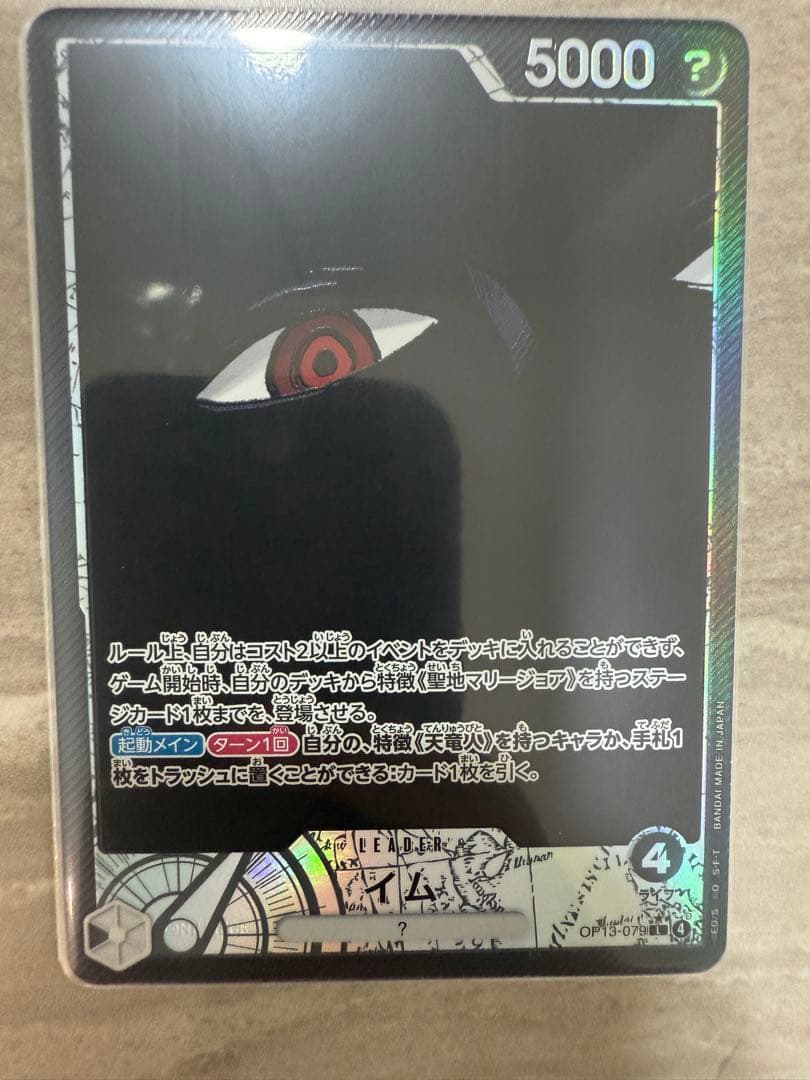 5000
?
ルール上、自分はコスト2以上のイベントをデッキに入れることができず、
ゲーム開始時、自分のデッキから特徴《聖地マリージョア》を持つステー
ジカード1枚までを、登場させる。
起動メイン ターン1回 自分の、特徴《天竜人》を持つキャラか、手札1
枚をトラッシュに置くことができる：カード1枚を引く。
LEADER
4
ライフ
イム
?
OP13-079 L 4
BANDAI MADE IN JAPAN